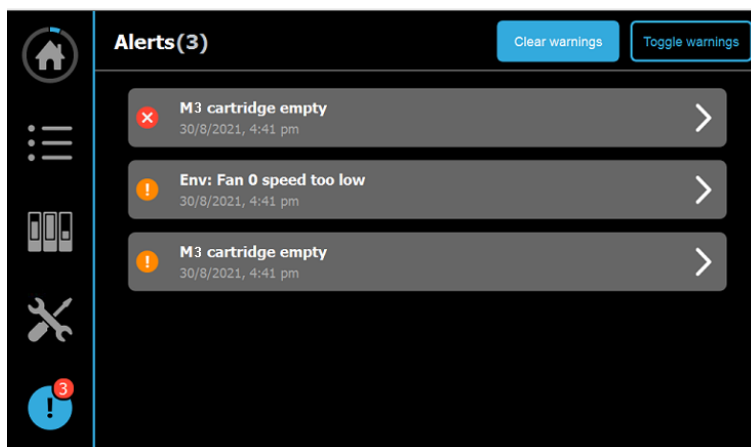 Alerts(3)
Clear warnings
Toggle warnings
M3 cartridge empty
30/8/2021, 4:41 pm
Env: Fan 0 speed too low
30/8/2021, 4:41 pm
M3 cartridge empty
30/8/2021, 4:41 pm
3